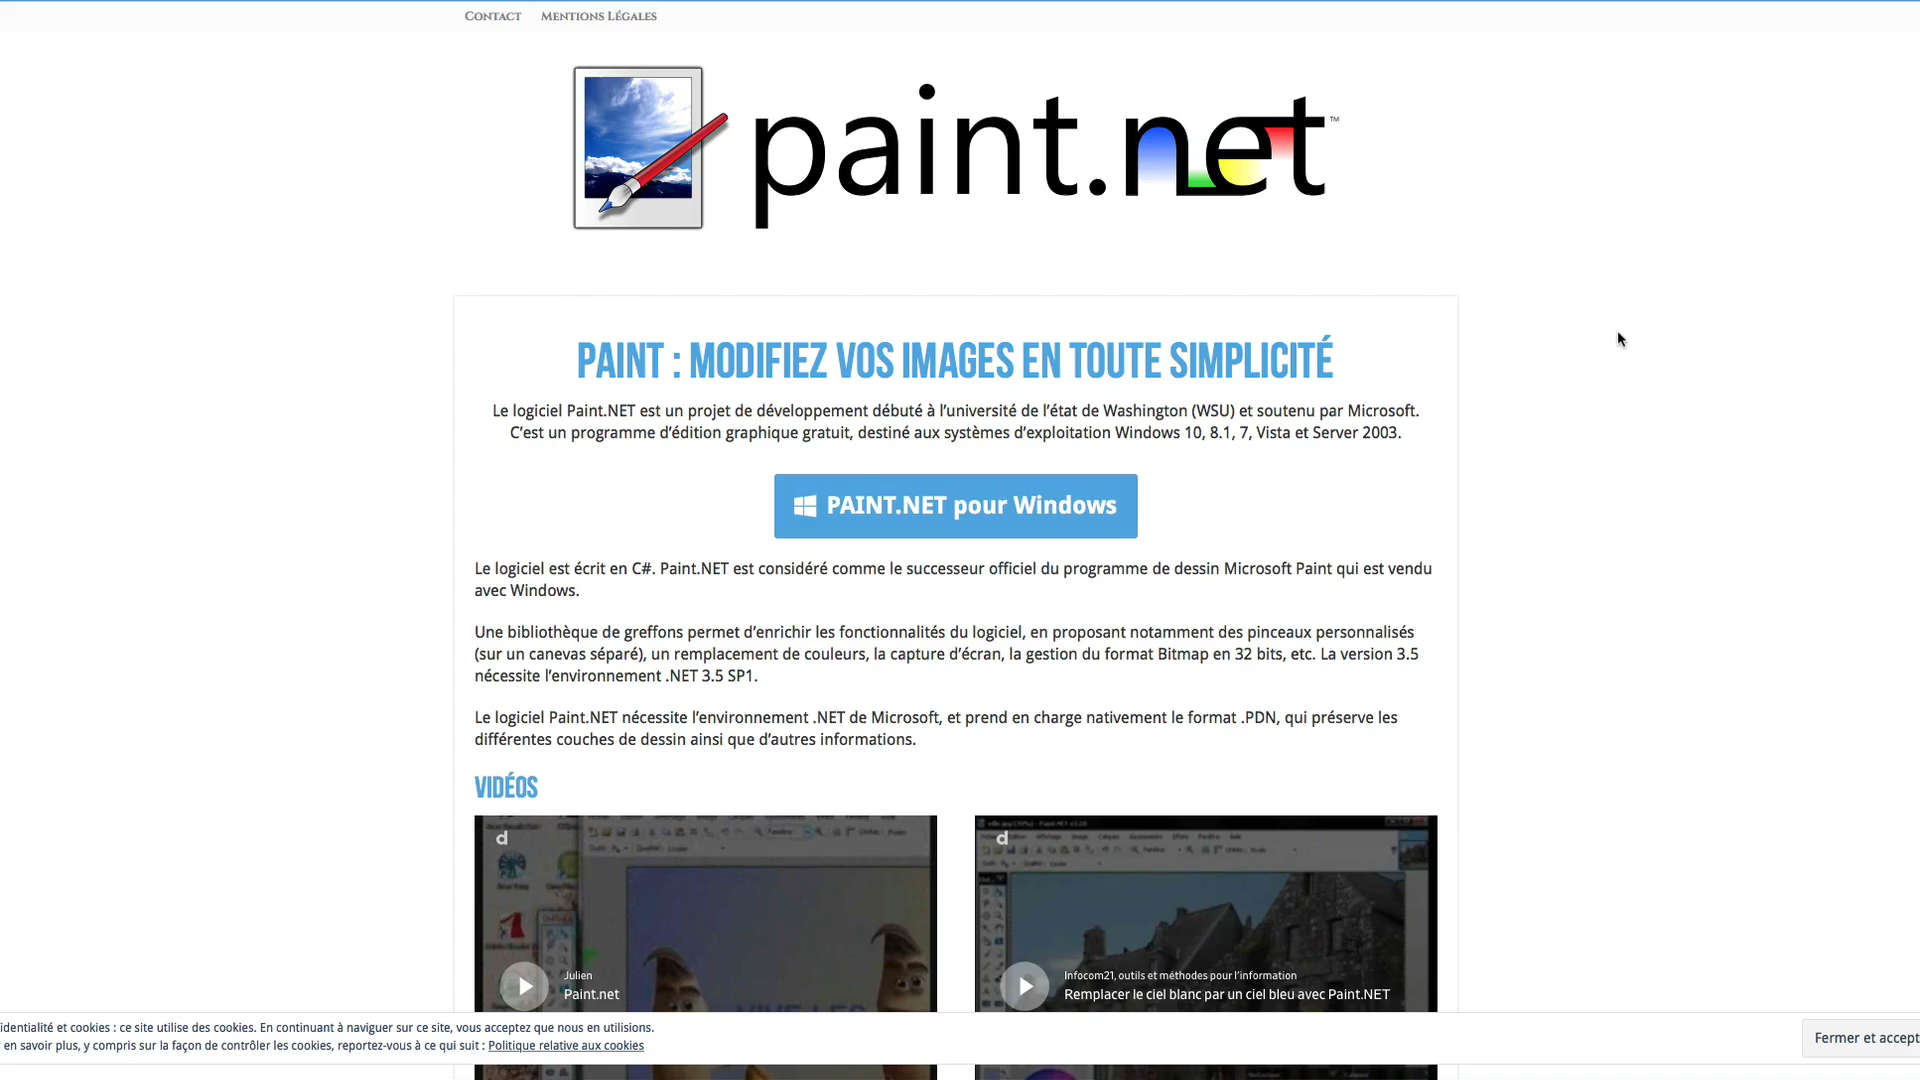 Contact Mentions Légales
paint.net™
PAINT : MODIFIEZ VOS IMAGES EN TOUTE SIMPLICITÉ
Le logiciel Paint.NET est un projet de développement débuté à l’université de l’état de Washington (WSU) et soutenu par Microsoft.
C’est un programme d’édition graphique gratuit, destiné aux systèmes d’exploitation Windows 10, 8.1, 7, Vista et Server 2003.
PAINT.NET pour Windows
Le logiciel est écrit en C#. Paint.NET est considéré comme le successeur officiel du programme de dessin Microsoft Paint qui est vendu
avec Windows.
Une bibliothèque de greffons permet d’enrichir les fonctionnalités du logiciel, en proposant notamment des pinceaux personnalisés
(sur un canevas séparé), un remplacement de couleurs, la capture d’écran, la gestion du format Bitmap en 32 bits, etc. La version 3.5
nécessite l’environnement .NET 3.5 SP1.
Le logiciel Paint.NET nécessite l’environnement .NET de Microsoft, et prend en charge nativement le format .PDN, qui préserve les
différentes couches de dessin ainsi que d’autres informations.
VIDÉOS
d
Julien
Paint.net
d
Infocom21, outils et méthodes pour l’information
Remplacer le ciel blanc par un ciel bleu avec Paint.NET
identialité et cookies : ce site utilise des cookies. En continuant à naviguer sur ce site, vous acceptez que nous en utilisions.
en savoir plus, y compris sur la façon de contrôler les cookies, reportez-vous à ce qui suit : Politique relative aux cookies
Fermer et accept